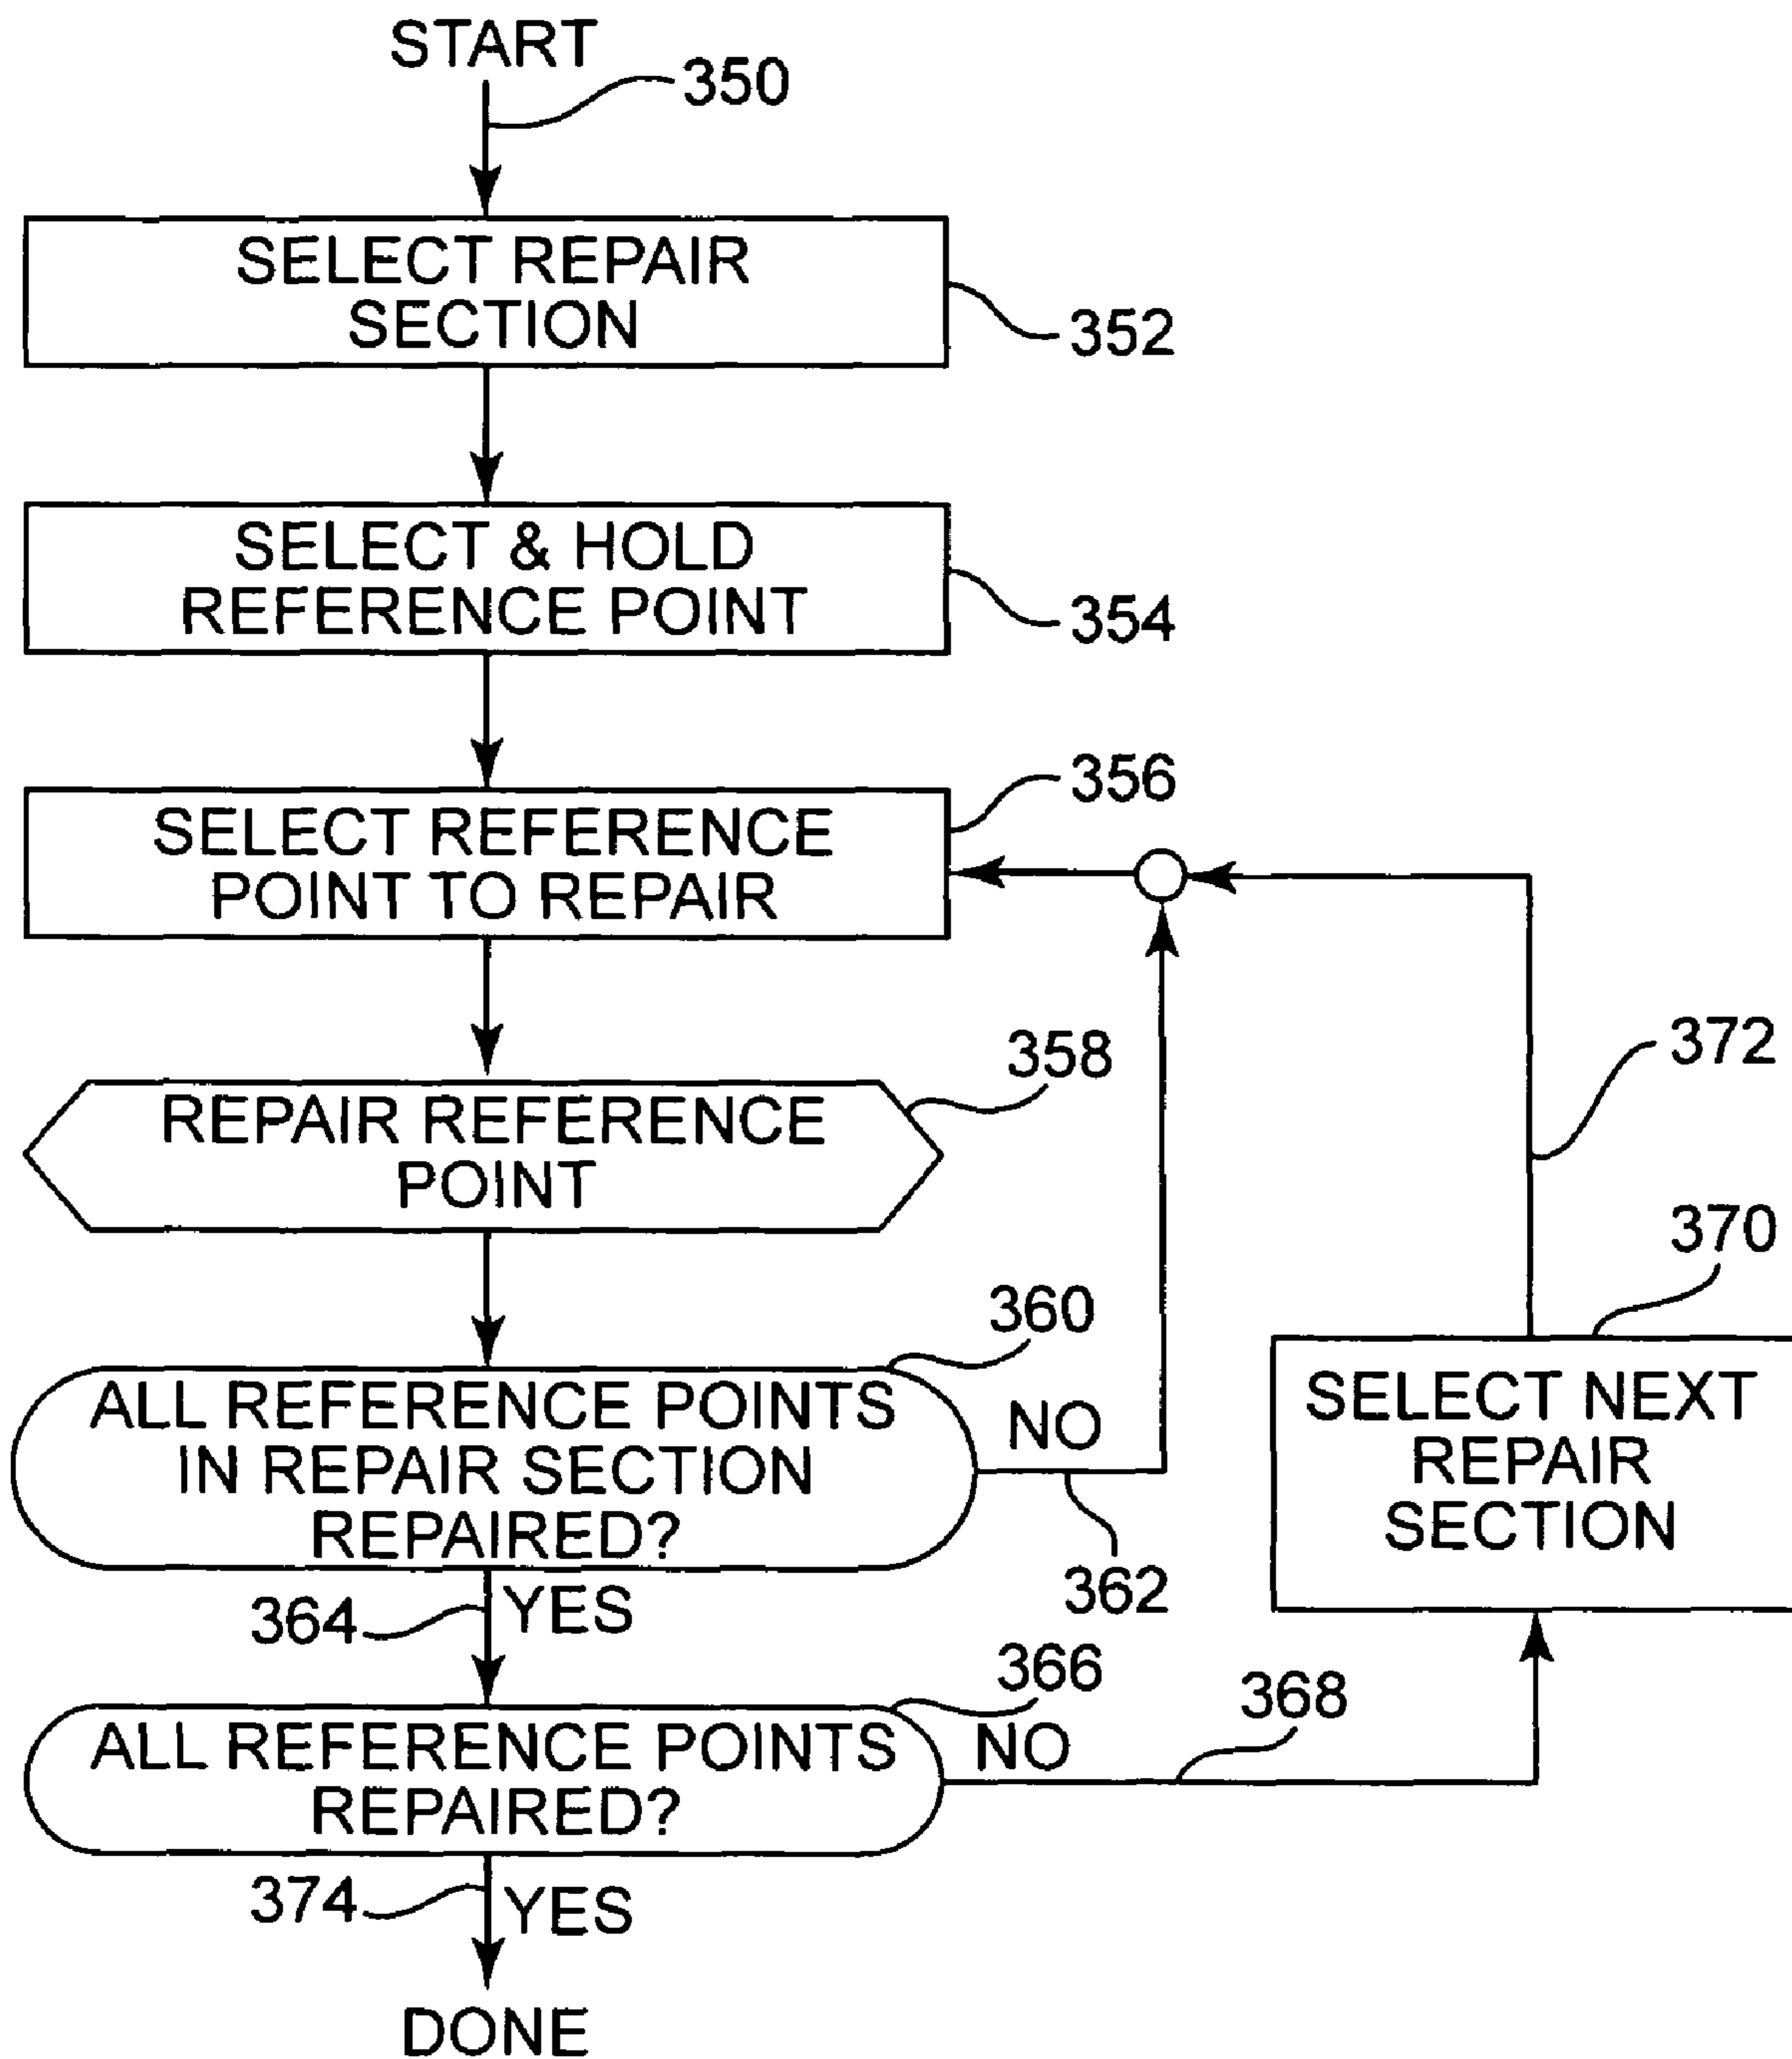 START
350
SELECT REPAIR
SECTION
352
SELECT & HOLD
REFERENCE POINT
354
356
SELECT REFERENCE
POINT TO REPAIR
358
REPAIR REFERENCE
POINT
372
370
360
ALL REFERENCE POINTS
IN REPAIR SECTION
REPAIRED?
NO
362
SELECT NEXT
REPAIR
SECTION
364
YES
366
368
ALL REFERENCE POINTS
REPAIRED?
NO
374
YES
DONE